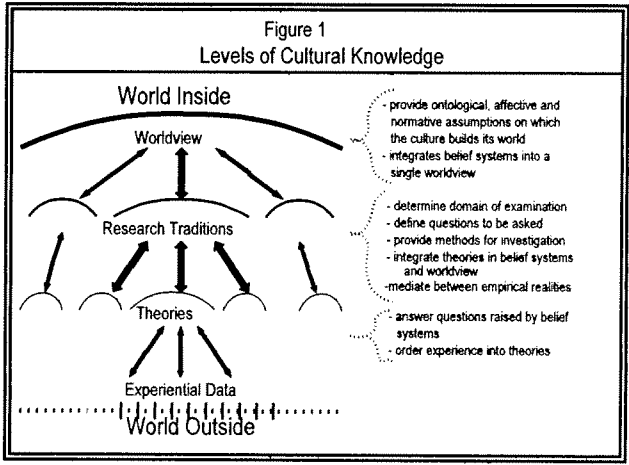 Figure 1
Levels of Cultural Knowledge
World Inside
Worldview
Research Traditions
Theories
Experiential Data
World Outside
- provide ontological, affective and
normative assumptions on which
the culture builds its world
- integrates belief systems into a
single worldview
- determine domain of examination
- define questions to be asked
- provide methods for investigation
- integrate theories in belief systems
and worldview
-mediate between empirical realities
- answer questions raised by belief
systems
- order experience into theories